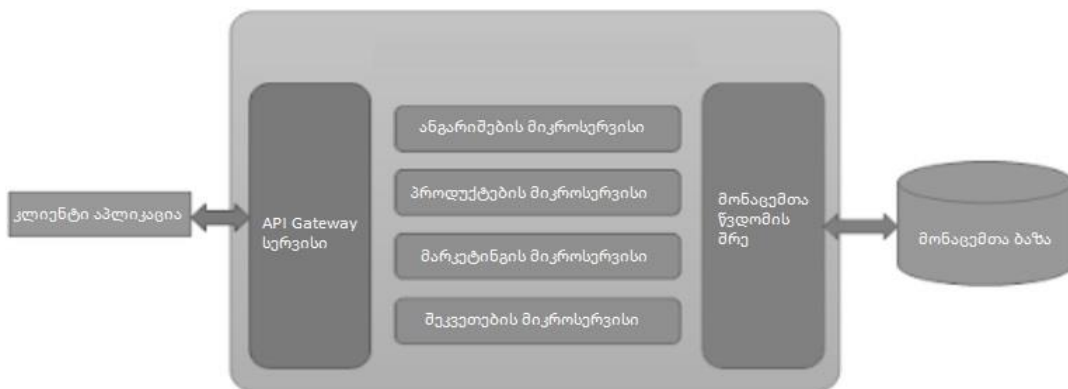 კლიენტი აპლიკაცია
API Gateway
სერვისი
ანგარიშების მიკროსერვისი
პროდუქტების მიკროსერვისი
მარკეტინგის მიკროსერვისი
შეკვეთების მიკროსერვისი
მონაცემთა
წვდომის
შრე
მონაცემთა ბაზა